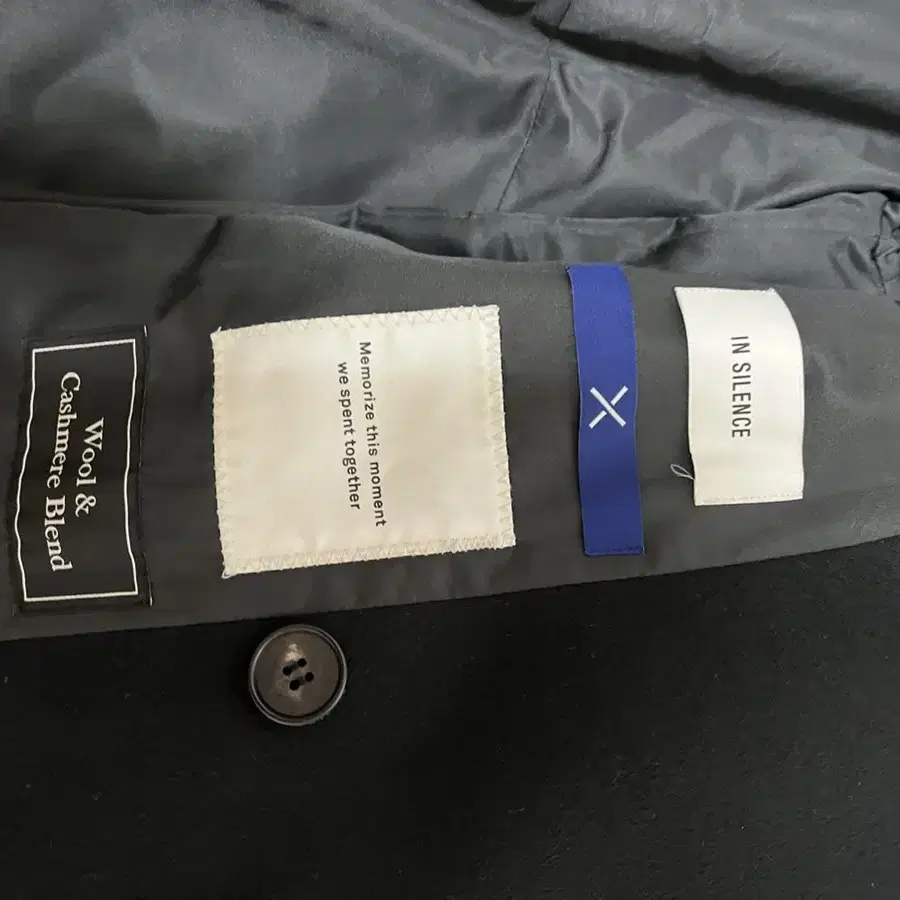 IN SILENCE
X
Memorize this moment
we spent together
Wool &
Cashmere Blend